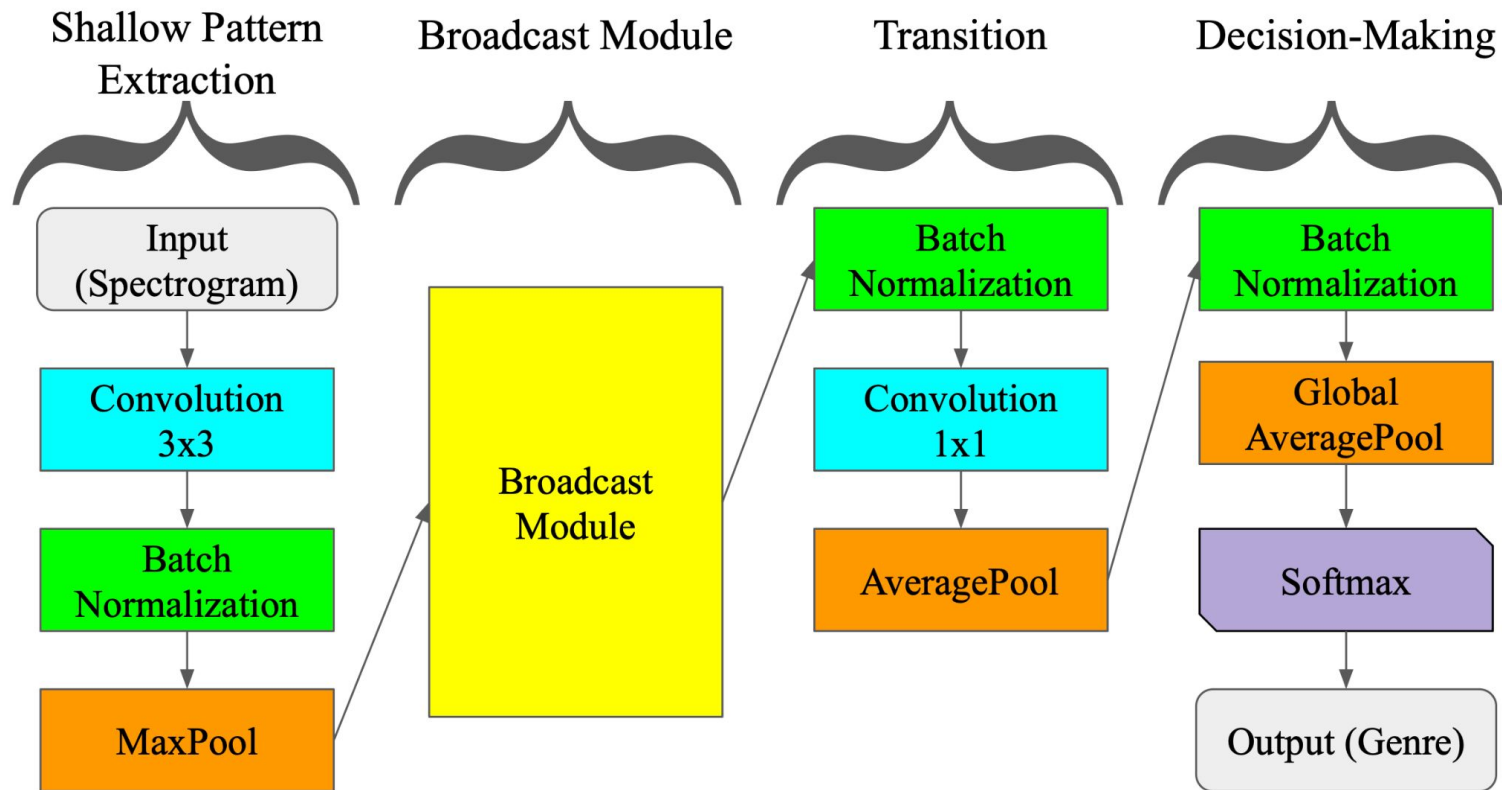 Shallow Pattern
Extraction
Broadcast Module
Transition
Decision-Making
Input
(Spectrogram)
Convolution
3x3
Batch
Normalization
MaxPool
Broadcast
Module
Batch
Normalization
Convolution
1x1
AveragePool
Batch
Normalization
Global
AveragePool
Softmax
Output (Genre)